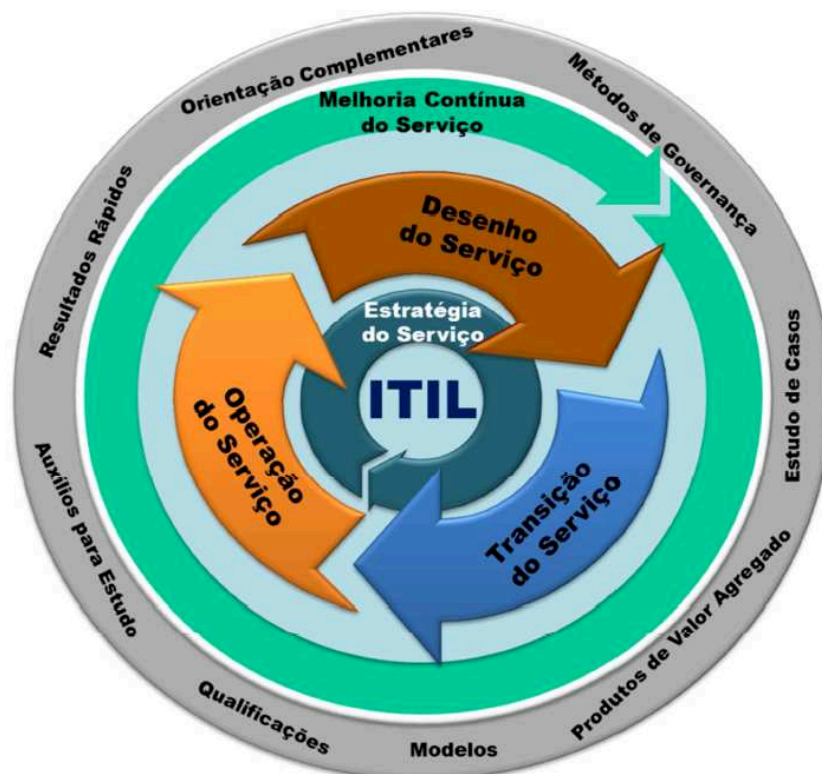 Orientação Complementares
Métodos de Governança
Estudo de Casos
Produtos de Valor Agregado
Modelos
Qualificações
Auxílios para Estudo
Resultados Rápidos
Melhoria Contínua
do Serviço
Desenho
do Serviço
Transição
do Serviço
Operação
do Serviço
Estratégia
do Serviço
ITIL